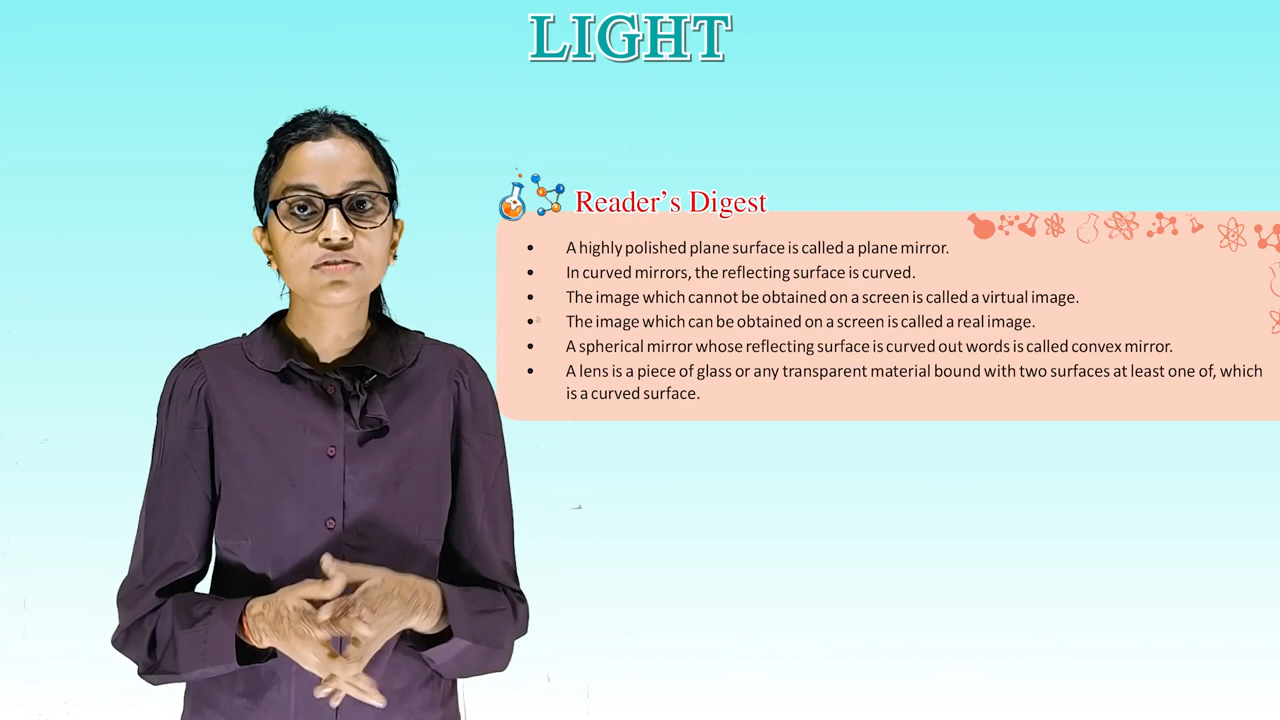 LIGHT
Reader's Digest
• A highly polished plane surface is called a plane mirror.
• In curved mirrors, the reflecting surface is curved.
• The image which cannot be obtained on a screen is called a virtual image.
• The image which can be obtained on a screen is called a real image.
• A spherical mirror whose reflecting surface is curved out words is called convex mirror.
• A lens is a piece of glass or any transparent material bound with two surfaces at least one of, which
is a curved surface.